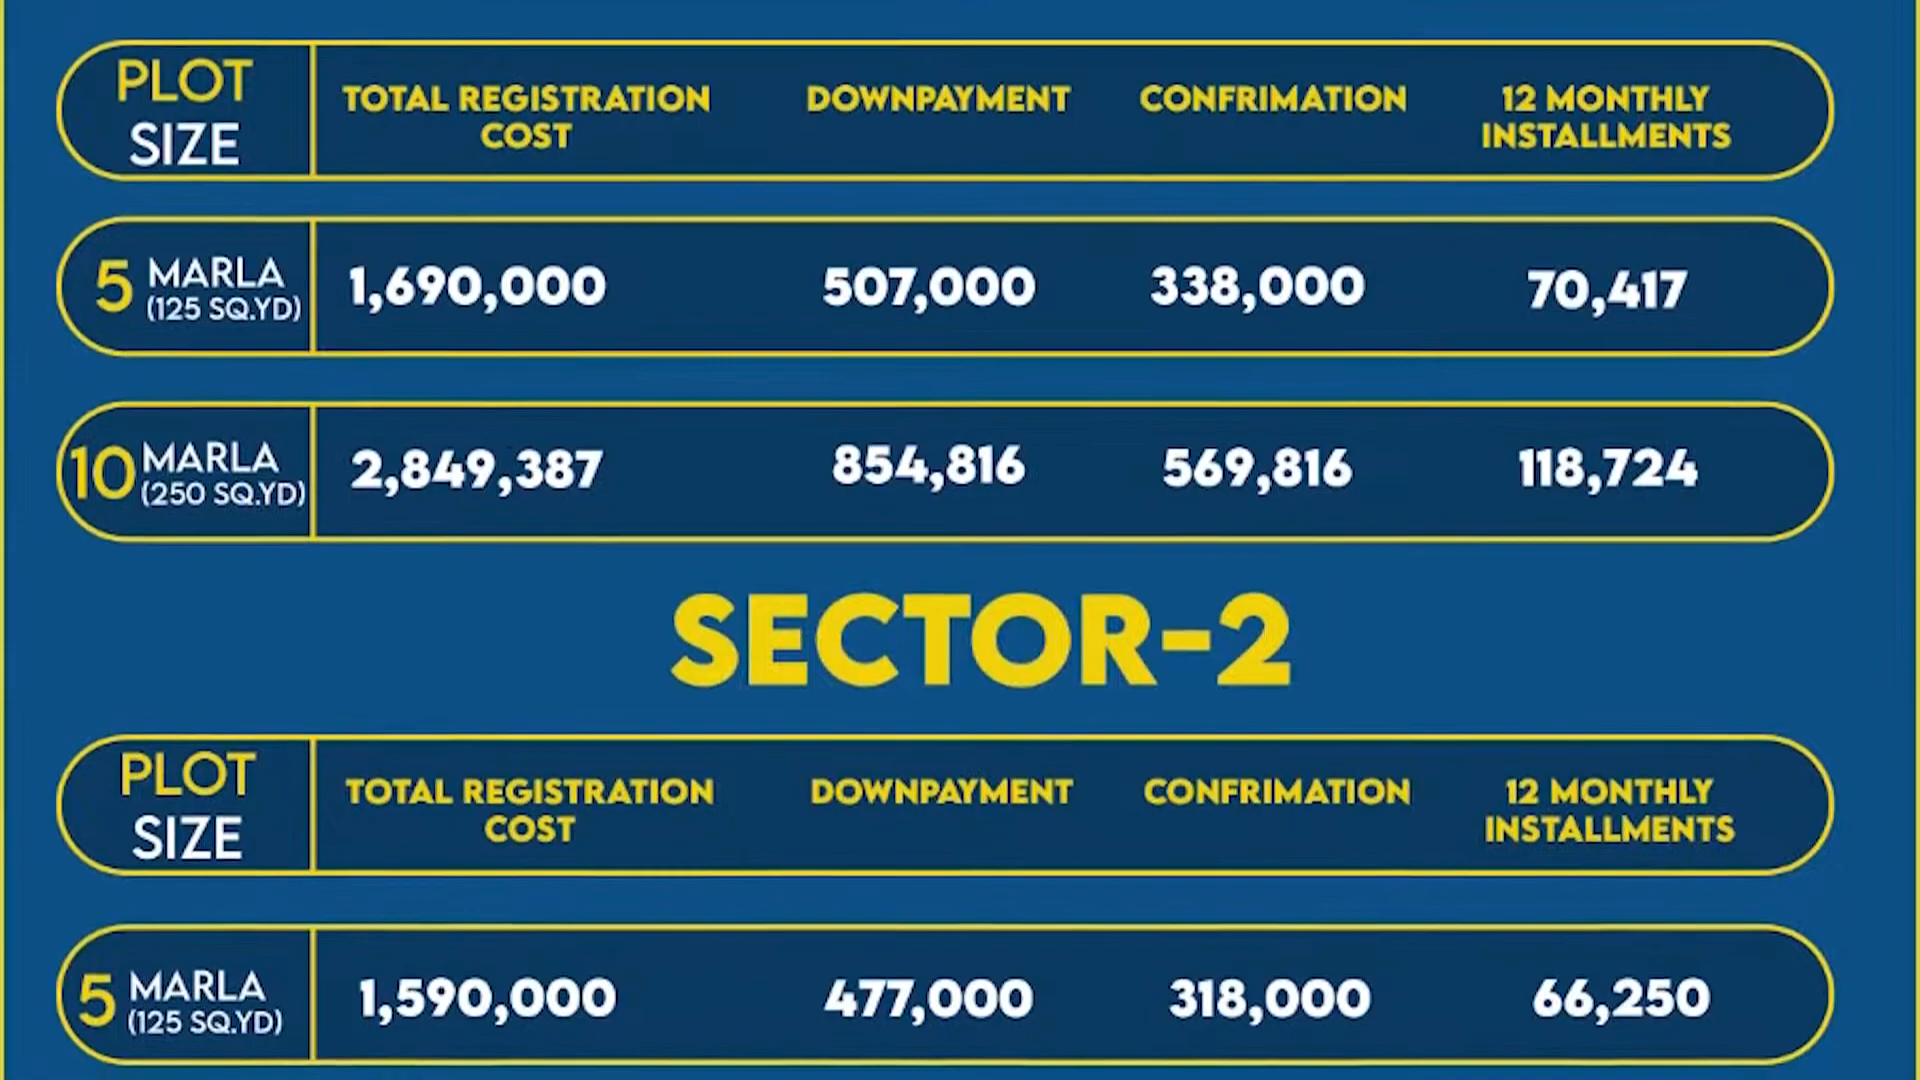 PLOT SIZE
TOTAL REGISTRATION COST
DOWNPAYMENT
CONFRIMATION
12 MONTHLY INSTALLMENTS
5 MARLA (125 SQ.YD)
1,690,000
507,000
338,000
70,417
10 MARLA (250 SQ.YD)
2,849,387
854,816
569,816
118,724
SECTOR-2
PLOT SIZE
TOTAL REGISTRATION COST
DOWNPAYMENT
CONFRIMATION
12 MONTHLY INSTALLMENTS
5 MARLA (125 SQ.YD)
1,590,000
477,000
318,000
66,250